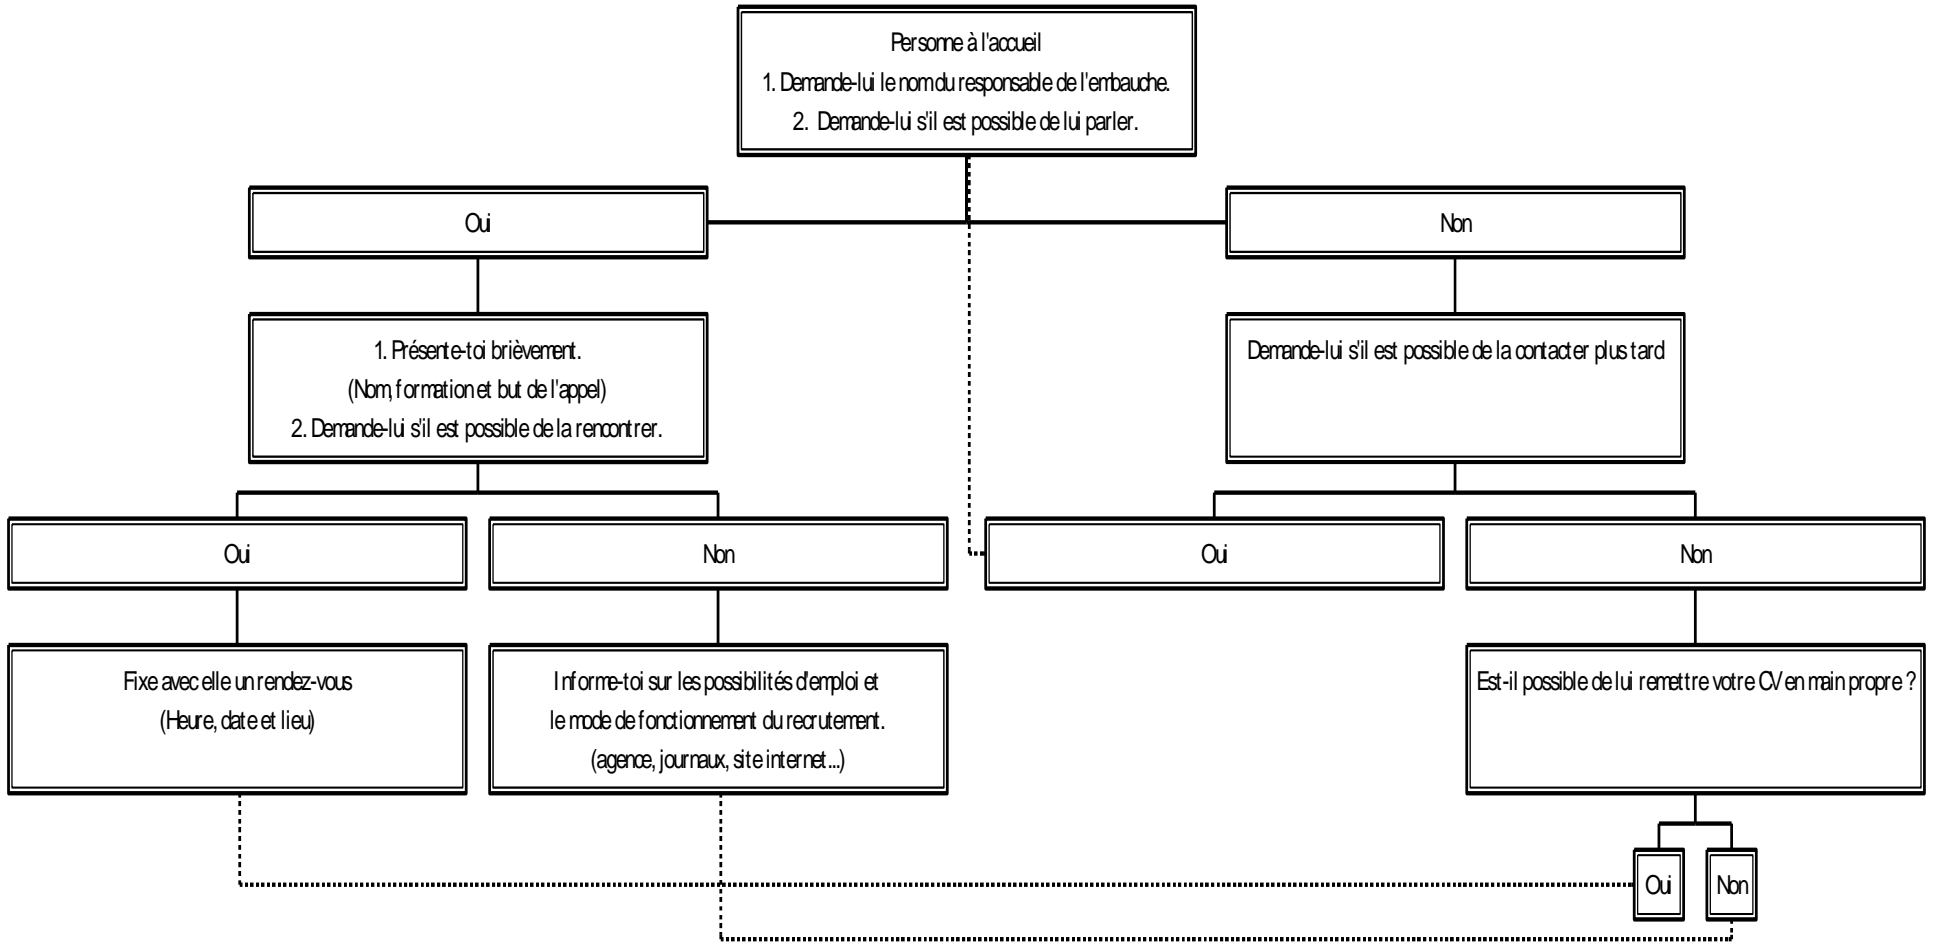 Personne à l'accueil
1. Demande-lui le nom du responsable de l'embauche.
2. Demande-lui s'il est possible de lui parler.
Oui
Non
1. Présente-toi brièvement.
(Nom, formation et but de l'appel)
2. Demande-lui s'il est possible de la rencontrer.
Demande-lui s'il est possible de la contacter plus tard
Oui
Non
Oui
Non
Fixe avec elle un rendez-vous
(Heure, date et lieu)
Informe-toi sur les possibilités d'emploi et
le mode de fonctionnement du recrutement.
(agence, journaux, site internet...)
Est-il possible de lui remettre votre CV en main propre ?
Oui
Non